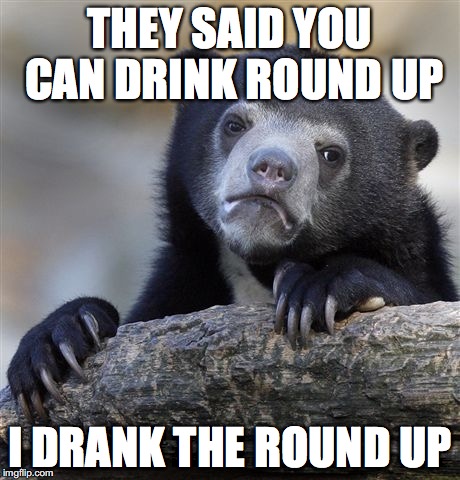 THEY SAID YOU
CAN DRINK ROUND UP
I DRANK THE ROUND UP
imgflip.com